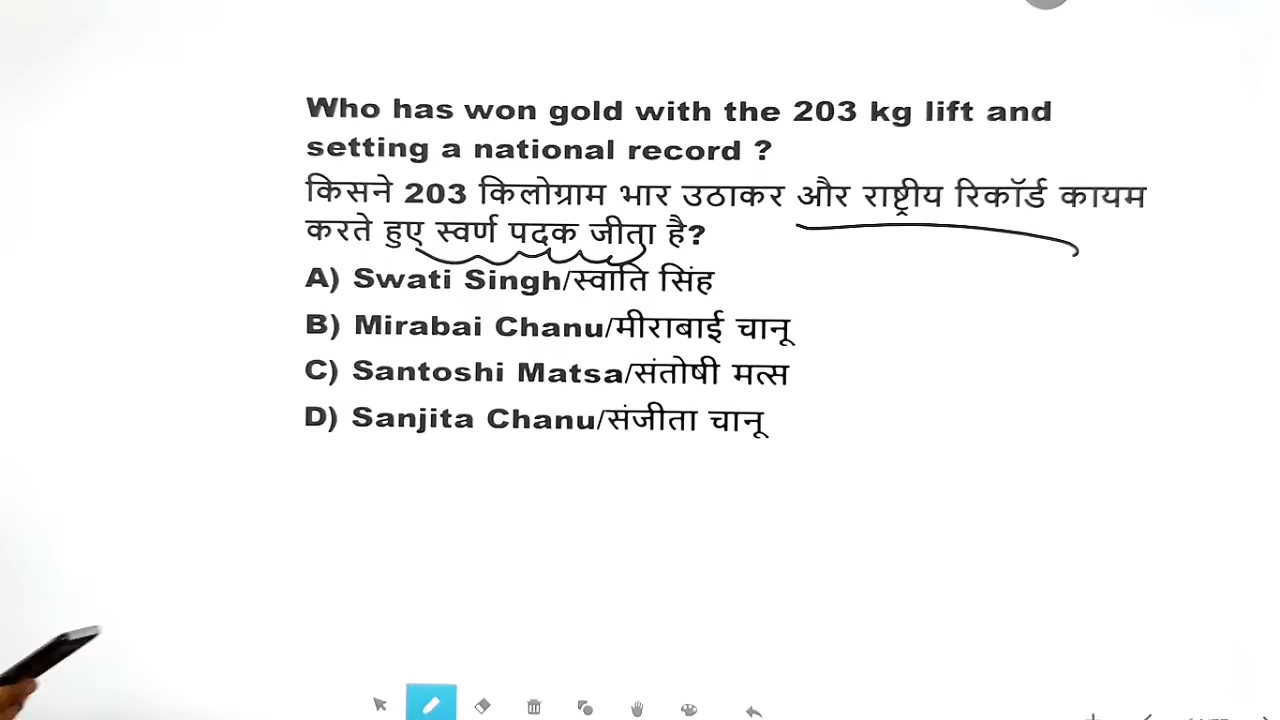 Who has won gold with the 203 kg lift and
setting a national record ?
किसने 203 किलोग्राम भार उठाकर और राष्ट्रीय रिकॉर्ड कायम
करते हुए स्वर्ण पदक जीता है?
A) Swati Singh/स्वाति सिंह
B) Mirabai Chanu/मीराबाई चानू
C) Santoshi Matsa/संतोषी मत्स
D) Sanjita Chanu/संजीता चानू